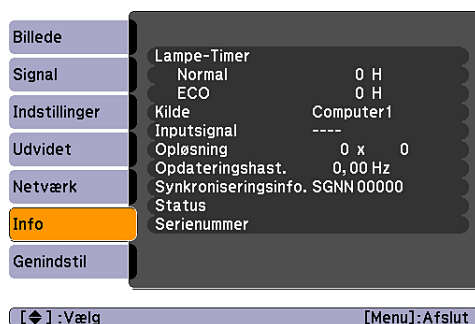 Billede
Signal
Indstillinger
Udvidet
Netværk
Info
Genindstil
Lampe-Timer
Normal 0 H
ECO 0 H
Kilde Computer1
Inputsignal ----
Opløsning 0 x 0
Opdateringshast. 0,00 Hz
Synkroniseringsinfo. SGNN 00000
Status
Serienummer
[◆] :Vælg [Menu]:Afslut